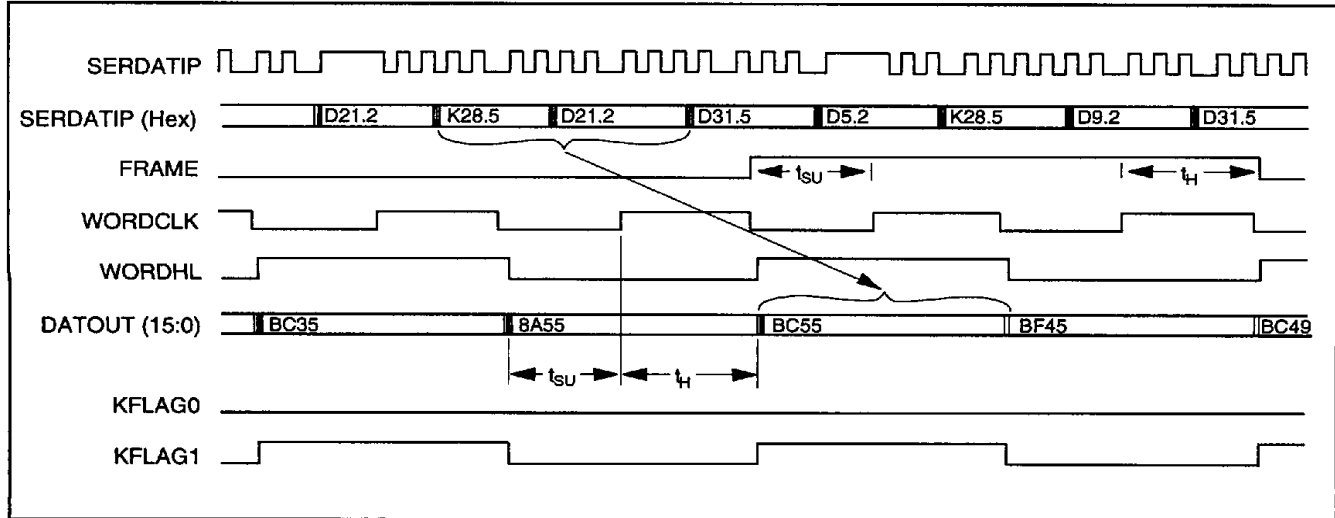 SERDATIP
SERDATIP (Hex) D21.2 K28.5 D21.2 D31.5 D5.2 K28.5 D9.2 D31.5
FRAME tSU tH
WORDCLK
WORDHL
DATOUT (15:0) BC35 8A55 BC55 BF45 BC49
tSU tH
KFLAG0
KFLAG1